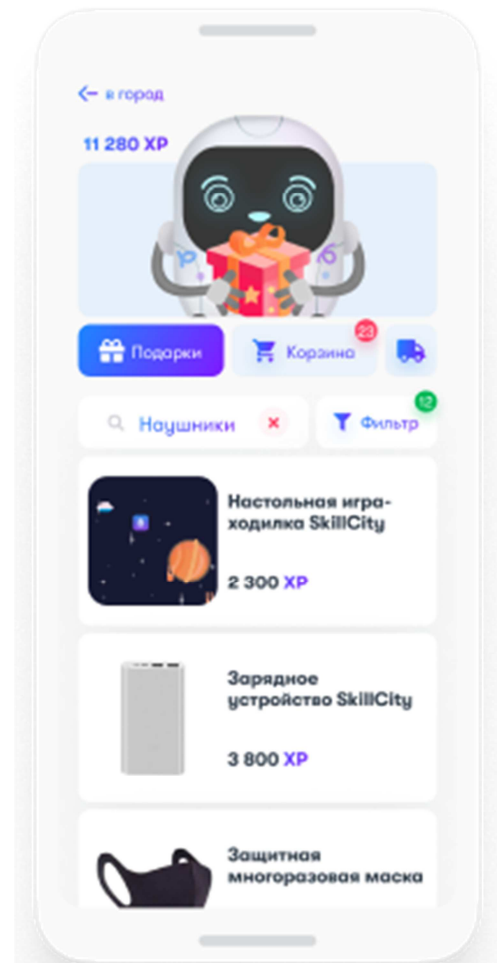 в город
11 280 XP
Подарки
Корзина
23
Наушники
Фильтр
12
Настольная игра-
ходилка SkillCity
2 300 XP
Зарядное
устройство SkillCity
3 800 XP
Защитная
многоразовая маска